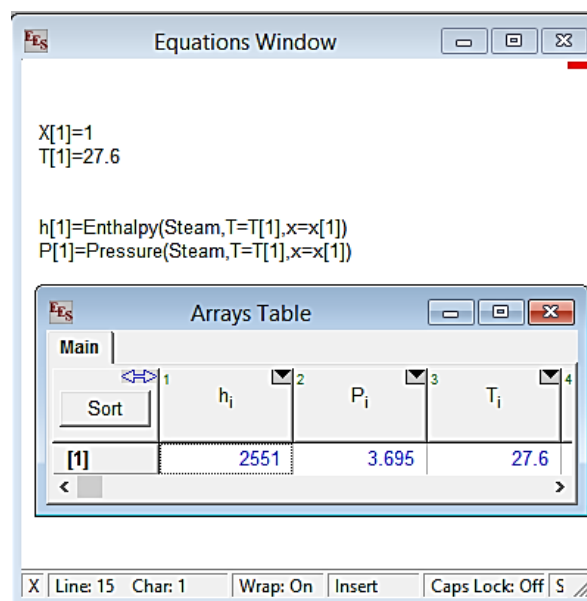 EES Equations Window
X[1]=1
T[1]=27.6
h[1]=Enthalpy(Steam,T=T[1],x=x[1])
P[1]=Pressure(Steam,T=T[1],x=x[1])
EES Arrays Table
Main
Sort 1 hi 2 Pi 3 Ti 4
[1] 2551 3.695 27.6
X Line: 15 Char: 1 Wrap: On Insert Caps Lock: Off S